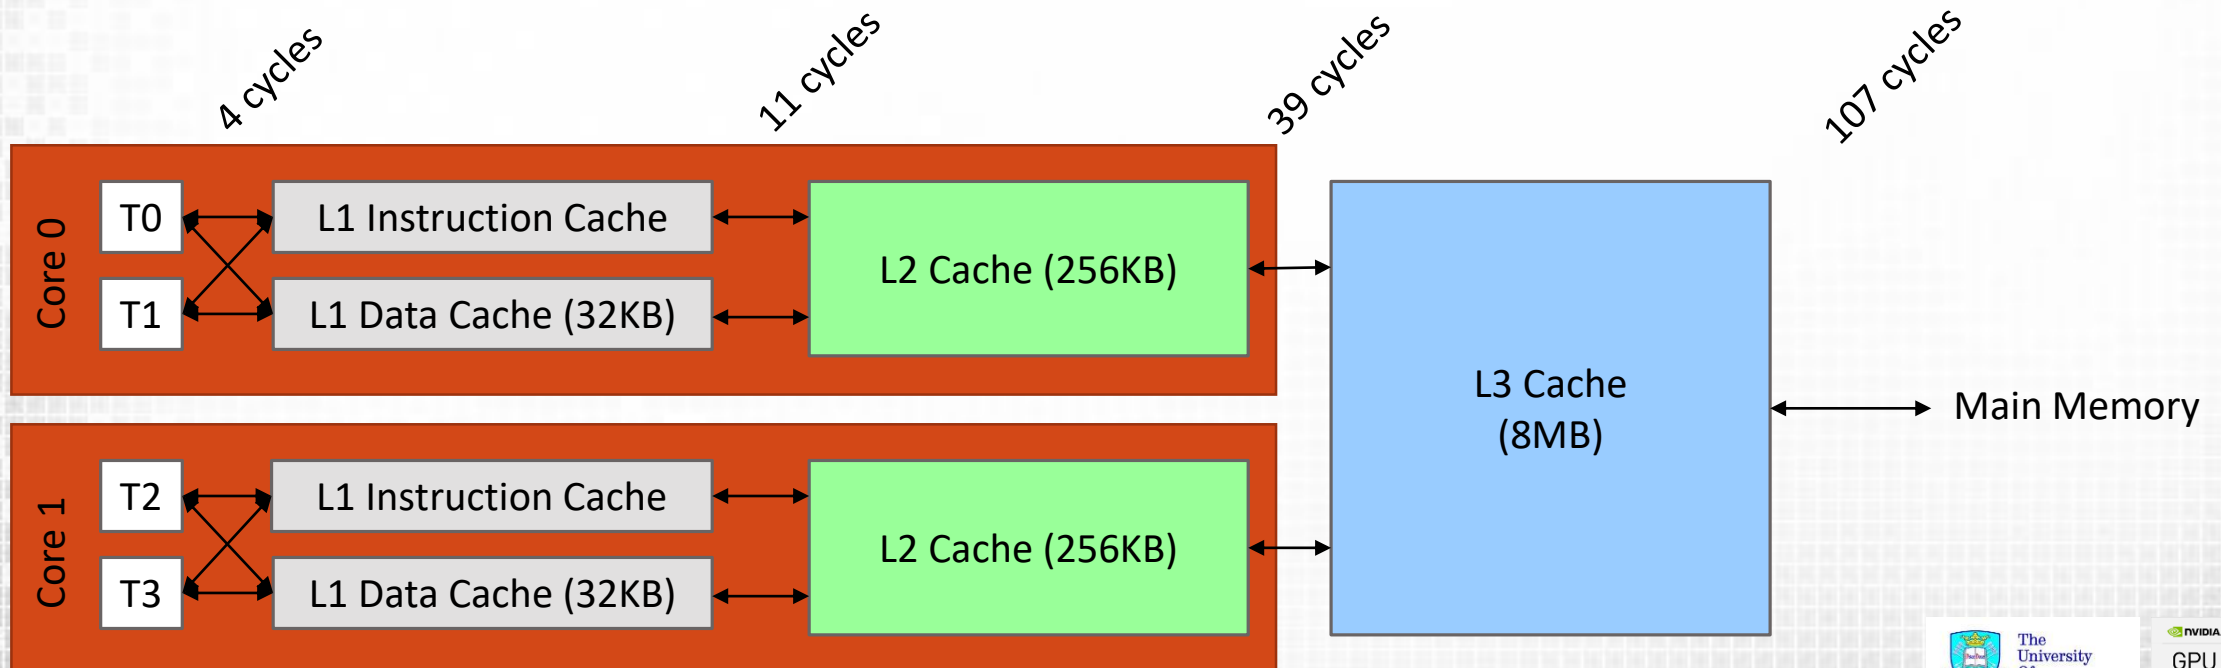 4 cycles
11 cycles
39 cycles
107 cycles
Core 0
T0
L1 Instruction Cache
T1
L1 Data Cache (32KB)
L2 Cache (256KB)
L3 Cache
(8MB)
Main Memory
Core 1
T2
L1 Instruction Cache
T3
L1 Data Cache (32KB)
L2 Cache (256KB)
The
University
NVIDIA
GPU